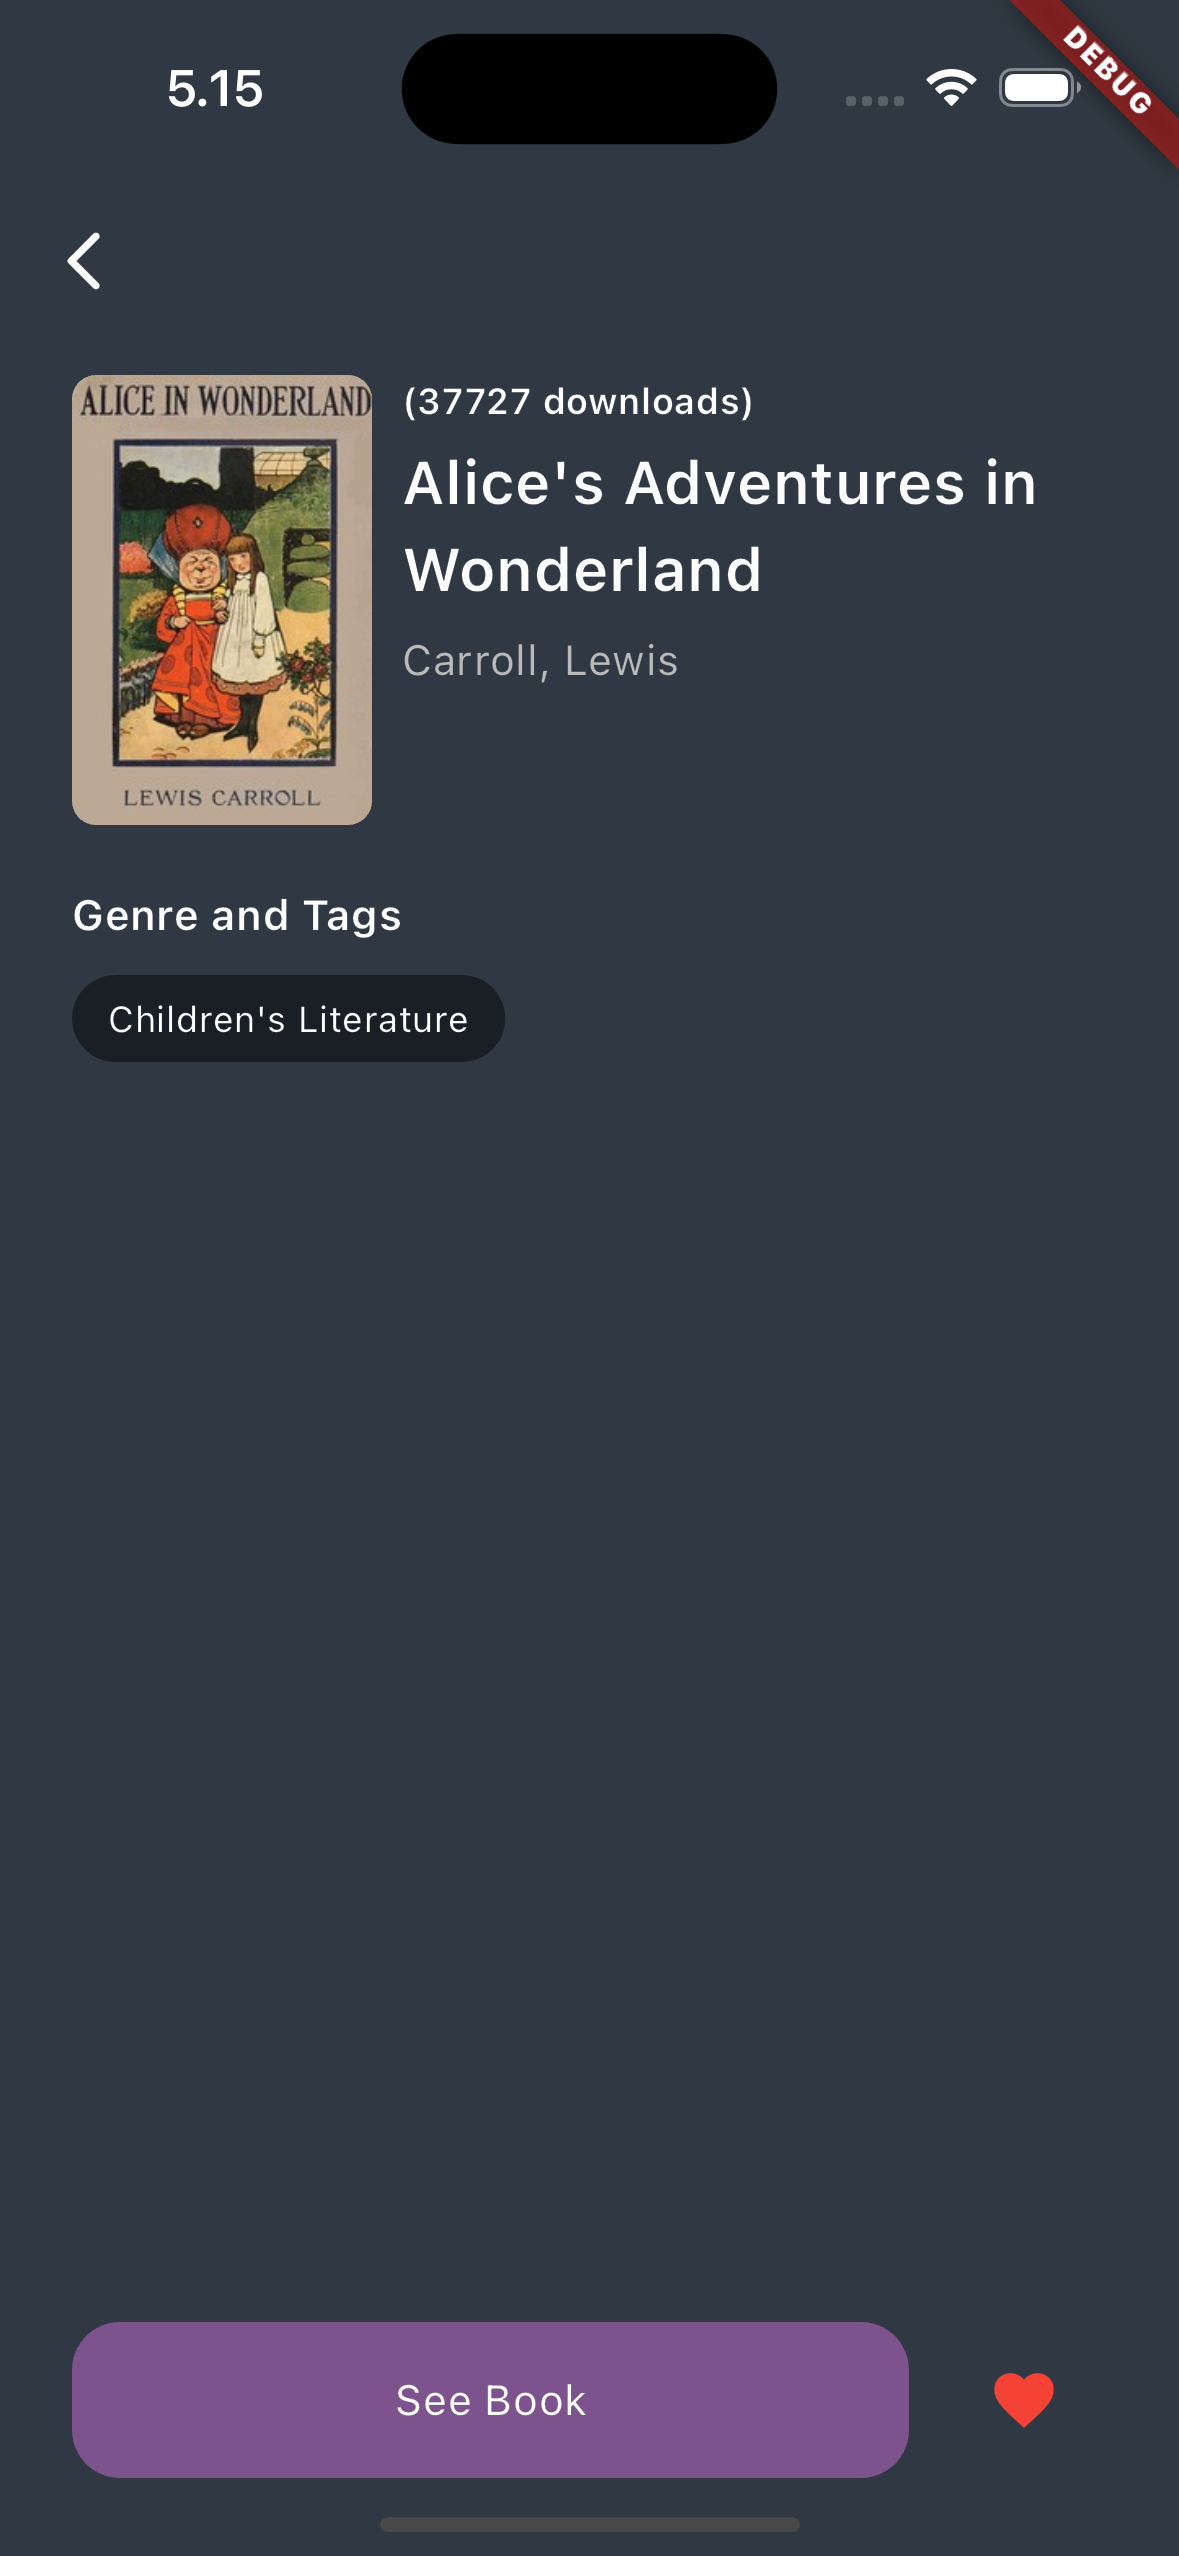 5.15
DEBUG
ALICE IN WONDERLAND
LEWIS CARROLL
(37727 downloads)
Alice's Adventures in
Wonderland
Carroll, Lewis
Genre and Tags
Children's Literature
See Book